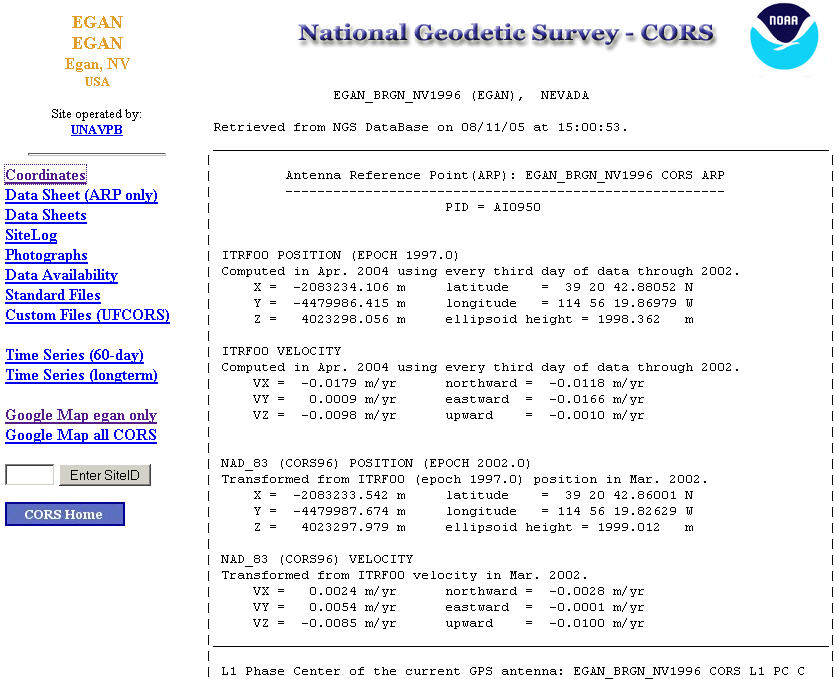 EGAN
EGAN
Egan, NV
USA
Site operated by:
UNAVPB
Coordinates
Data Sheet (ARP only)
Data Sheets
SiteLog
Photographs
Data Availability
Standard Files
Custom Files (UFCORS)
Time Series (60-day)
Time Series (longterm)
Google Map egan only
Google Map all CORS
Enter SiteID
CORS Home
National Geodetic Survey - CORS
NOAA
EGAN_BRGN_NV1996 (EGAN),  NEVADA
Retrieved from NGS DataBase on 08/11/05 at 15:00:53.
Antenna Reference Point(ARP): EGAN_BRGN_NV1996 CORS ARP
-------------------------------------------------------
PID = AI0950
ITRF00 POSITION (EPOCH 1997.0)
Computed in Apr. 2004 using every third day of data through 2002.
X =  -2083234.106 m     latitude    =  39 20 42.88052 N
Y =  -4479986.415 m     longitude   = 114 56 19.86979 W
Z =   4023298.056 m     ellipsoid height = 1998.362   m
ITRF00 VELOCITY
Computed in Apr. 2004 using every third day of data through 2002.
VX =  -0.0179 m/yr      northward =  -0.0118 m/yr
VY =   0.0009 m/yr      eastward  =  -0.0166 m/yr
VZ =  -0.0098 m/yr      upward    =  -0.0010 m/yr
NAD_83 (CORS96) POSITION (EPOCH 2002.0)
Transformed from ITRF00 (epoch 1997.0) position in Mar. 2002.
X =  -2083233.542 m     latitude    =  39 20 42.86001 N
Y =  -4479987.674 m     longitude   = 114 56 19.82629 W
Z =   4023297.979 m     ellipsoid height = 1999.012   m
NAD_83 (CORS96) VELOCITY
Transformed from ITRF00 velocity in Mar. 2002.
VX =   0.0024 m/yr      northward =  -0.0028 m/yr
VY =   0.0054 m/yr      eastward  =  -0.0001 m/yr
VZ =  -0.0085 m/yr      upward    =  -0.0100 m/yr
L1 Phase Center of the current GPS antenna: EGAN_BRGN_NV1996 CORS L1 PC C